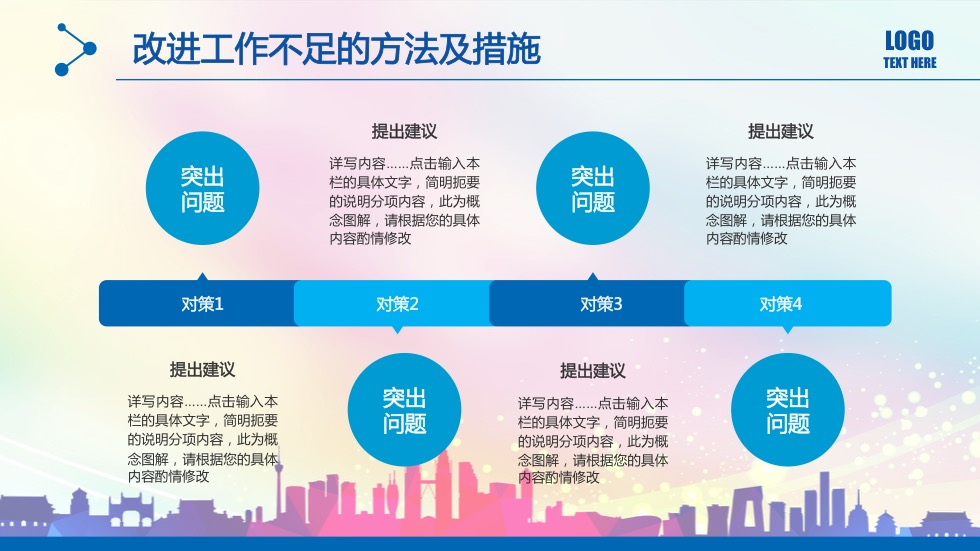 改进工作不足的方法及措施
LOGO
TEXT HERE
突出
问题
提出建议
详写内容……点击输入本
栏的具体文字，简明扼要
的说明分项内容，此为概
念图解，请根据您的具体
内容酌情修改
突出
问题
提出建议
详写内容……点击输入本
栏的具体文字，简明扼要
的说明分项内容，此为概
念图解，请根据您的具体
内容酌情修改
对策1
对策2
对策3
对策4
提出建议
详写内容……点击输入本
栏的具体文字，简明扼要
的说明分项内容，此为概
念图解，请根据您的具体
内容酌情修改
突出
问题
提出建议
详写内容……点击输入本
栏的具体文字，简明扼要
的说明分项内容，此为概
念图解，请根据您的具体
内容酌情修改
突出
问题